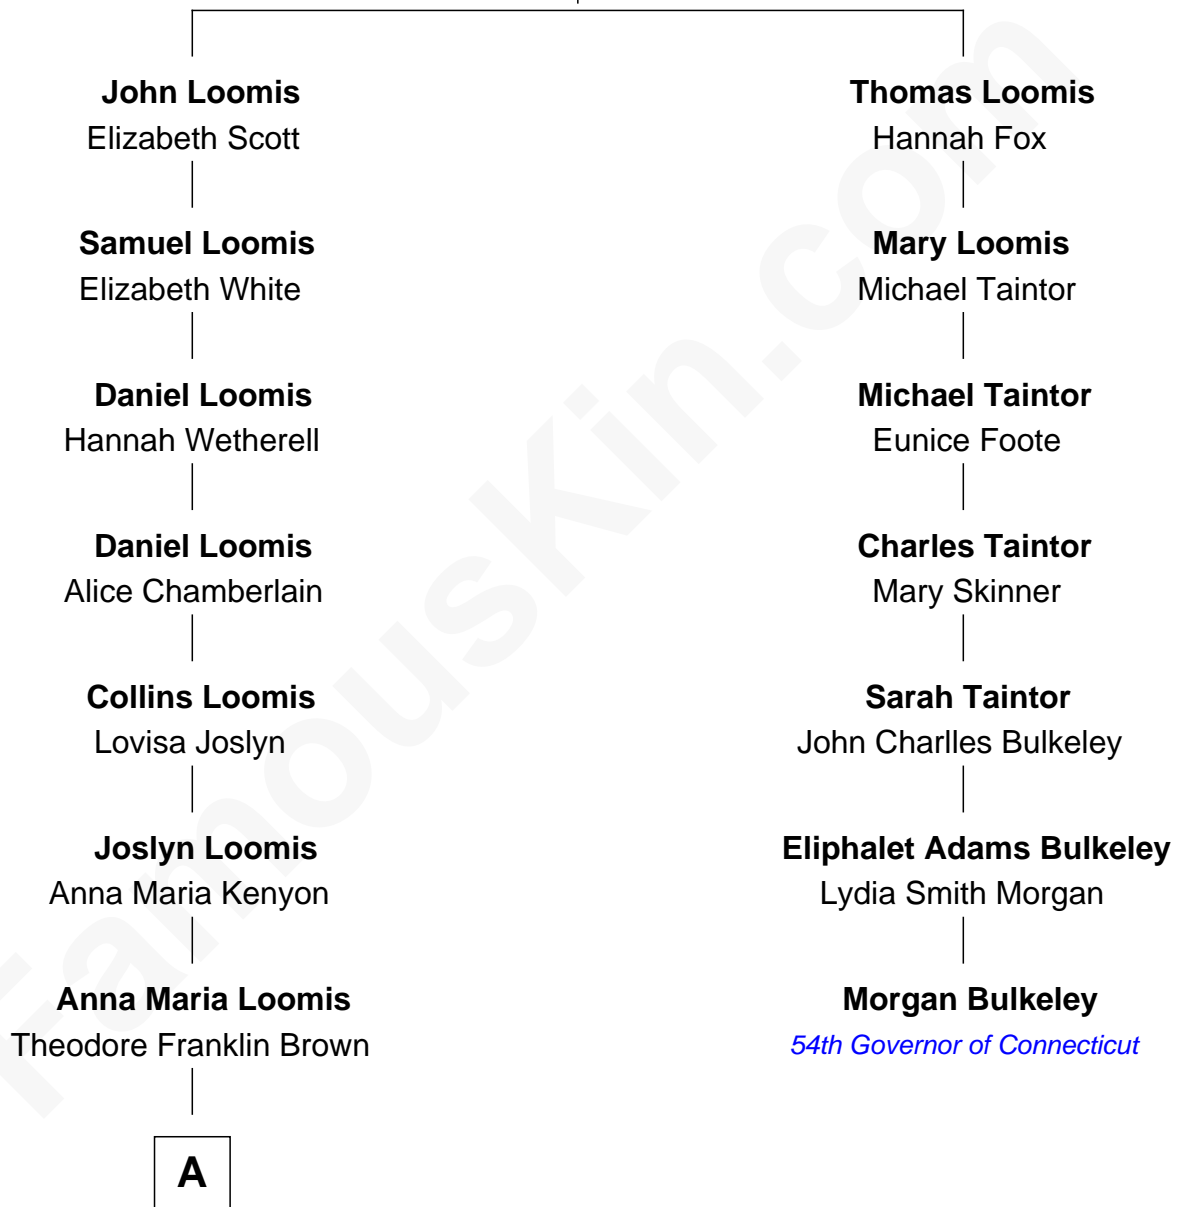 John Loomis
Elizabeth Scott
Samuel Loomis
Elizabeth White
Daniel Loomis
Hannah Wetherell
Daniel Loomis
Alice Chamberlain
Collins Loomis
Lovisa Joslyn
Joslyn Loomis
Anna Maria Kenyon
Anna Maria Loomis
Theodore Franklin Brown
A
Thomas Loomis
Hannah Fox
Mary Loomis
Michael Taintor
Michael Taintor
Eunice Foote
Charles Taintor
Mary Skinner
Sarah Taintor
John Charlles Bulkeley
Eliphalet Adams Bulkeley
Lydia Smith Morgan
Morgan Bulkeley
54th Governor of Connecticut
FamousKin.com